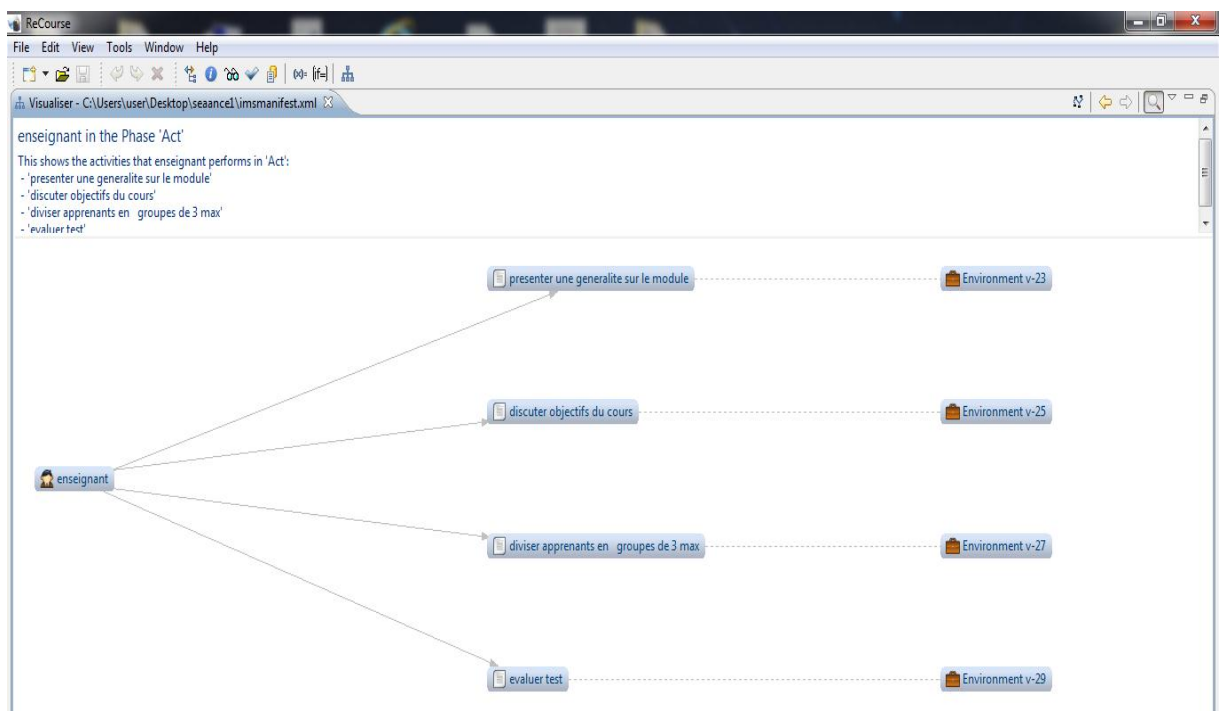 ReCourse
File Edit View Tools Window Help
(x)= (if=)
Visualiser - C:\Users\user\Desktop\seaance1\imsmanifest.xml
enseignant in the Phase 'Act'
This shows the activities that enseignant performs in 'Act':
- 'presenter une generalite sur le module'
- 'discuter objectifs du cours'
- 'diviser apprenants en groupes de 3 max'
- 'evaluer test'
presenter une generalite sur le module Environment v-23
discuter objectifs du cours Environment v-25
enseignant
diviser apprenants en groupes de 3 max Environment v-27
evaluer test Environment v-29